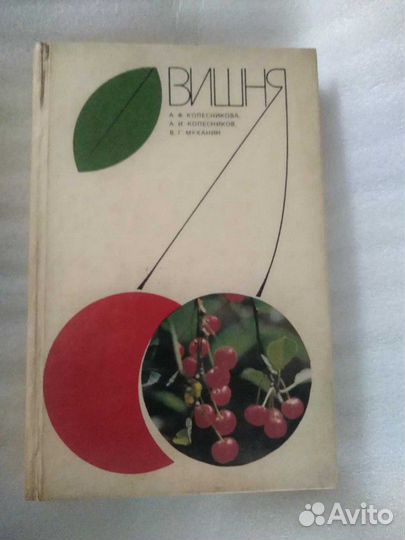 ВИШНЯ
А. Ф. КОЛЕСНИКОВА,
А. И. КОЛЕСНИКОВ,
В. Г. МУХАНИН
Avito